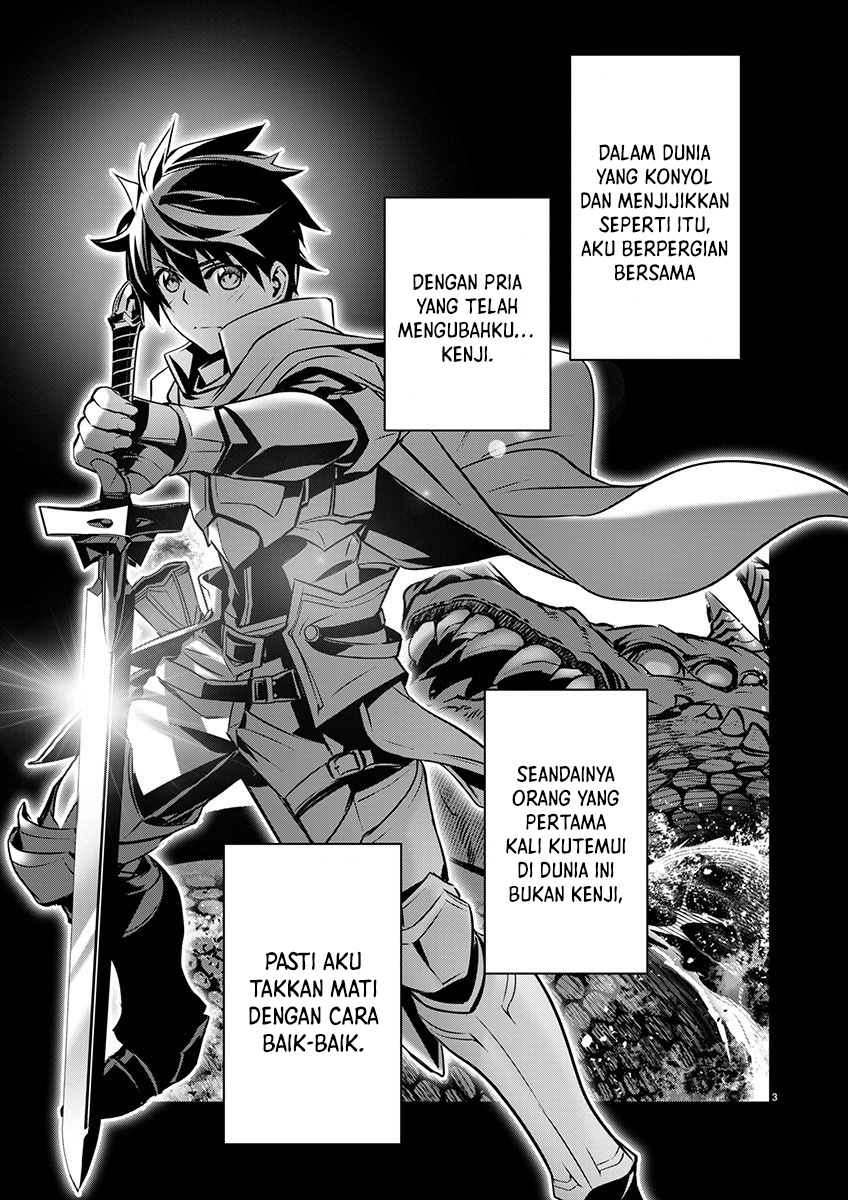 DALAM DUNIA
YANG KONYOL
DAN MENJIJIKKAN
SEPERTI ITU,
AKU BERPERGIAN
BERSAMA
DENGAN PRIA
YANG TELAH
MENGUBAHKU...
KENJI.
SEANDAINYA
ORANG YANG
PERTAMA
KALI KUTEMUI
DI DUNIA INI
BUKAN KENJI,
PASTI AKU
TAKKAN MATI
DENGAN CARA
BAIK-BAIK.
3